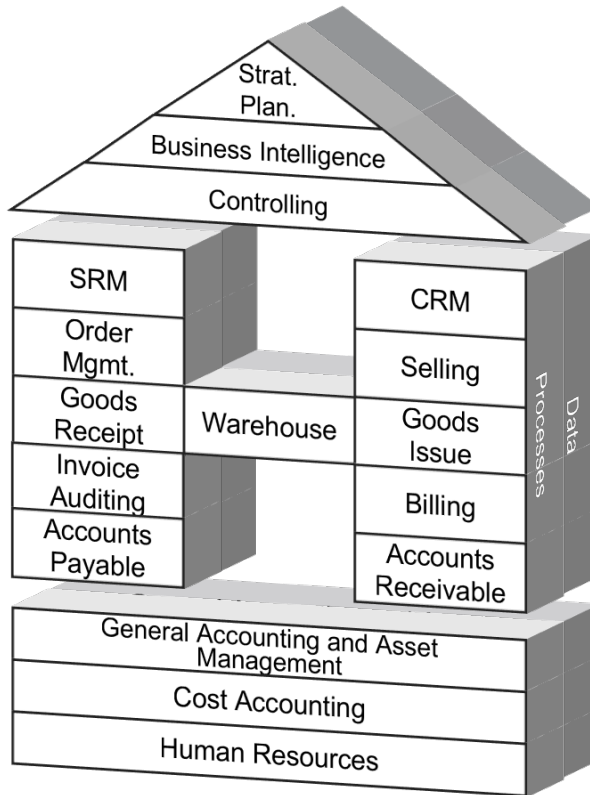 Strat.
Plan.
Business Intelligence
Controlling
SRM
Order
Mgmt.
Goods
Receipt
Invoice
Auditing
Accounts
Payable
Warehouse
CRM
Selling
Goods
Issue
Billing
Accounts
Receivable
Processes
Data
General Accounting and Asset
Management
Cost Accounting
Human Resources